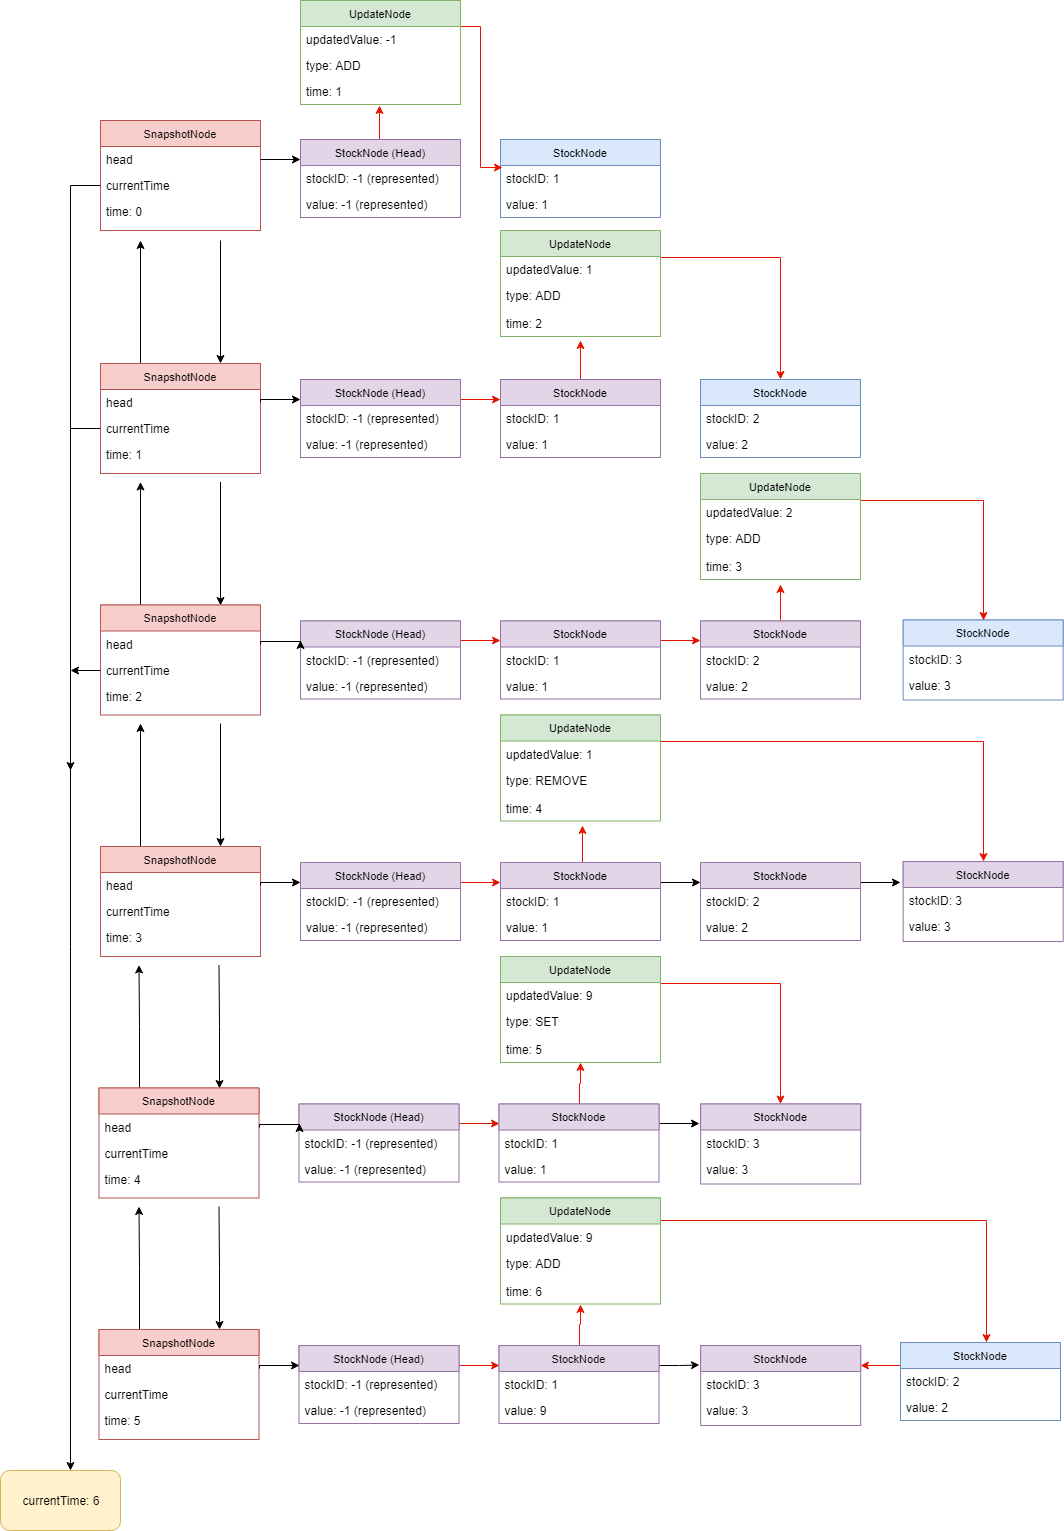 UpdateNode
updatedValue: -1
type: ADD
time: 1
SnapshotNode
head
currentTime
time: 0
StockNode (Head)
stockID: -1 (represented)
value: -1 (represented)
StockNode
stockID: 1
value: 1
UpdateNode
updatedValue: 1
type: ADD
time: 2
SnapshotNode
head
currentTime
time: 1
StockNode (Head)
stockID: -1 (represented)
value: -1 (represented)
StockNode
stockID: 1
value: 1
StockNode
stockID: 2
value: 2
UpdateNode
updatedValue: 2
type: ADD
time: 3
SnapshotNode
head
currentTime
time: 2
StockNode (Head)
stockID: -1 (represented)
value: -1 (represented)
StockNode
stockID: 1
value: 1
StockNode
stockID: 2
value: 2
StockNode
stockID: 3
value: 3
UpdateNode
updatedValue: 1
type: REMOVE
time: 4
SnapshotNode
head
currentTime
time: 3
StockNode (Head)
stockID: -1 (represented)
value: -1 (represented)
StockNode
stockID: 1
value: 1
StockNode
stockID: 2
value: 2
StockNode
stockID: 3
value: 3
UpdateNode
updatedValue: 9
type: SET
time: 5
SnapshotNode
head
currentTime
time: 4
StockNode (Head)
stockID: -1 (represented)
value: -1 (represented)
StockNode
stockID: 1
value: 1
StockNode
stockID: 3
value: 3
UpdateNode
updatedValue: 9
type: ADD
time: 6
SnapshotNode
head
currentTime
time: 5
StockNode (Head)
stockID: -1 (represented)
value: -1 (represented)
StockNode
stockID: 1
value: 9
StockNode
stockID: 3
value: 3
StockNode
stockID: 2
value: 2
currentTime: 6